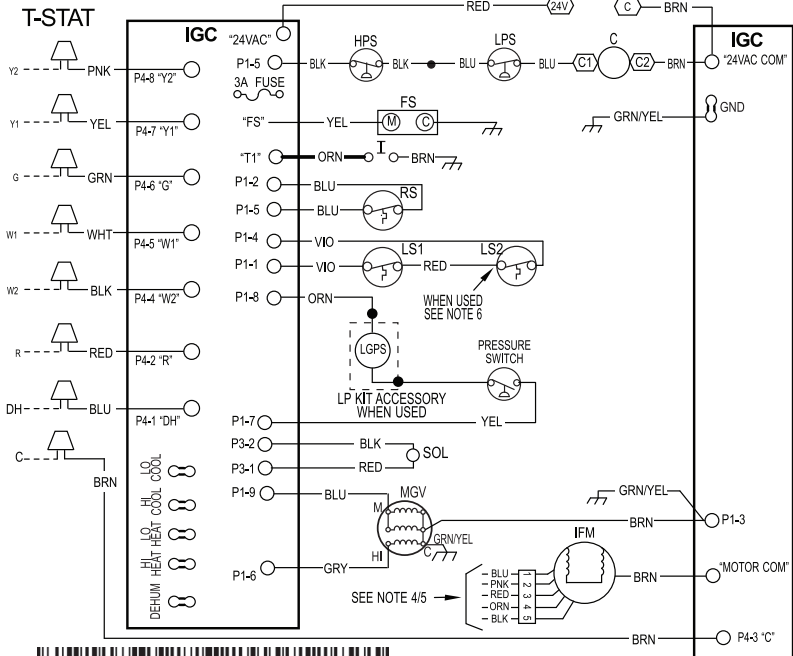 T-STAT
RED
24V
C
BRN
IGC
"24VAC"
IGC
"24VAC COM"
P1-5
BLK
HPS
BLK
BLU
LPS
BLU
C1
C
C2
BRN
3A FUSE
Y2
PNK
P4-8 "Y2"
GND
GRN/YEL
"FS"
YEL
FS
M
C
Y1
YEL
P4-7 "Y1"
"T1"
ORN
I
BRN
G
GRN
P4-6 "G"
P1-2
BLU
RS
P1-5
BLU
W1
WHT
P4-5 "W1"
P1-4
VIO
P1-1
VIO
LS1
RED
LS2
WHEN USED
SEE NOTE 6
W2
BLK
P4-4 "W2"
P1-8
ORN
LGPS
LP KIT ACCESSORY
WHEN USED
PRESSURE
SWITCH
R
RED
P4-2 "R"
DH
BLU
P4-1 "DH"
P1-7
YEL
C
BRN
P3-2
BLK
SOL
P3-1
RED
LO
COOL
HI
COOL
LO
HEAT
HI
HEAT
DEHUM
P1-9
BLU
MGV
M
HI
C
GRN/YEL
GRN/YEL
BRN
P1-3
P1-6
GRY
IFM
SEE NOTE 4/5
BLU 1
PNK 2
RED 3
ORN 4
BLK 5
BRN
"MOTOR COM"
BRN
P4-3 "C"